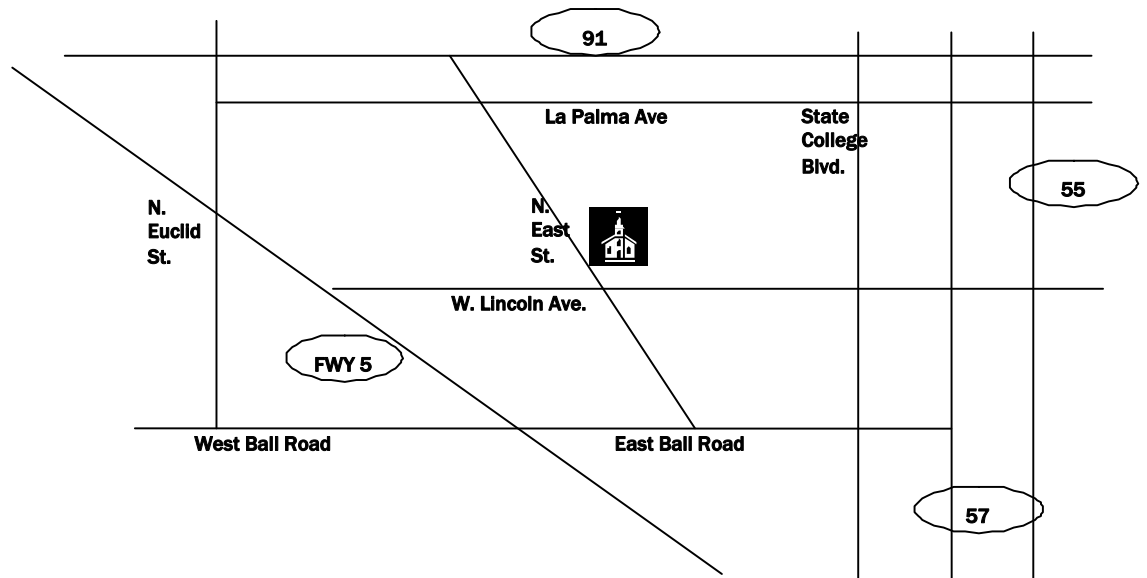 91
La Palma Ave
State
College
Blvd.
55
N.
Euclid
St.
N.
East
St.
W. Lincoln Ave.
FWY 5
West Ball Road
East Ball Road
57